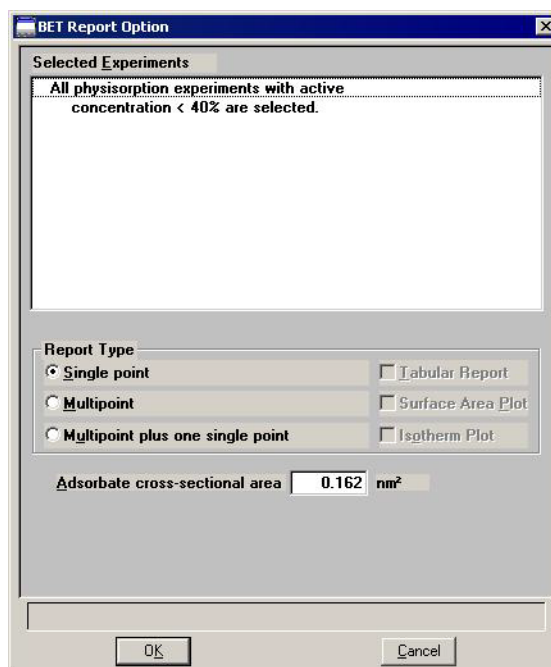 BET Report Option
Selected Experiments
All physisorption experiments with active
concentration < 40% are selected.
Report Type
Single point
Tabular Report
Multipoint
Surface Area Plot
Multipoint plus one single point
Isotherm Plot
Adsorbate cross-sectional area 0.162 nm²
OK
Cancel